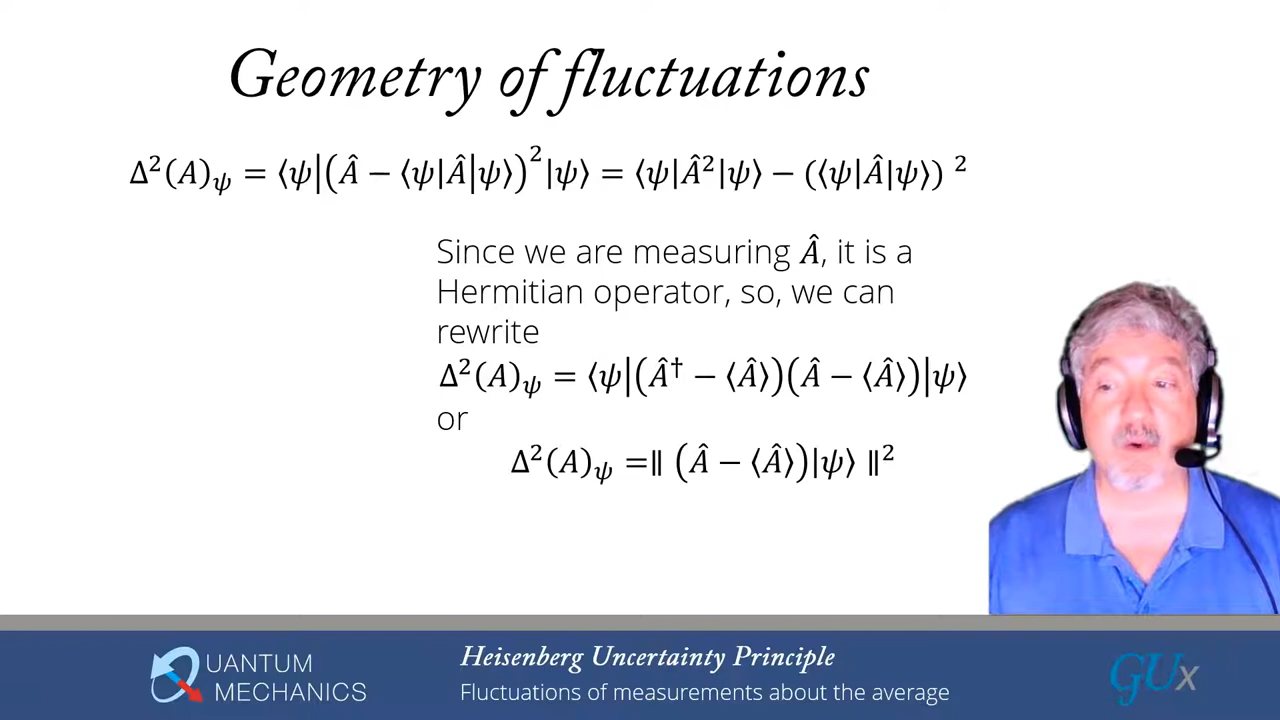 Geometry of fluctuations
Δ²(A)_ψ = ⟨ψ|(Â − ⟨ψ|Â|ψ⟩)²|ψ⟩ = ⟨ψ|Â²|ψ⟩ − (⟨ψ|Â|ψ⟩) ²
Since we are measuring Â, it is a
Hermitian operator, so, we can
rewrite
Δ²(A)_ψ = ⟨ψ|(Â† − ⟨Â⟩)(Â − ⟨Â⟩)|ψ⟩
or
Δ²(A)_ψ =‖ (Â − ⟨Â⟩)|ψ⟩ ‖²
QUANTUM
MECHANICS
Heisenberg Uncertainty Principle
Fluctuations of measurements about the average
GUx